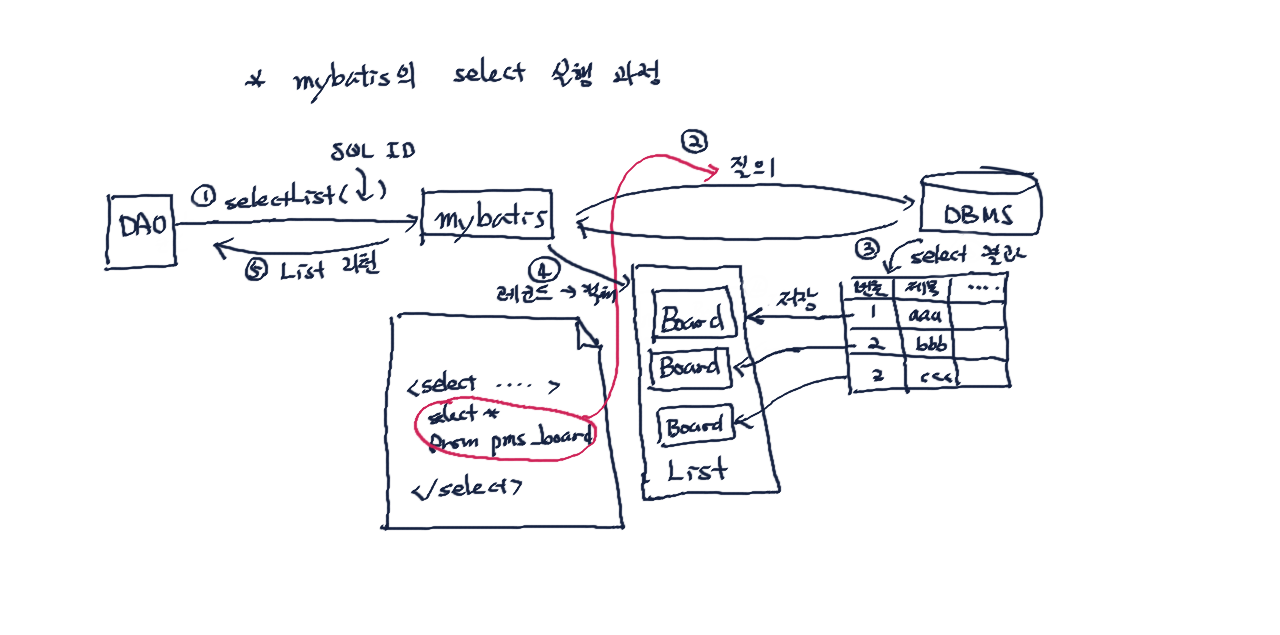 * mybatis의 select 실행 과정
SQL ID
① selectList( )
DAO
mybatis
② 질의
DBMS
⑤ List 리턴
③ select 결과
④
레코드 → 객체
번호 제목 ....
1 aaa
2 bbb
2 ccc
저장
Board
Board
Board
List
<select .... >
select *
from pms_board
</select>